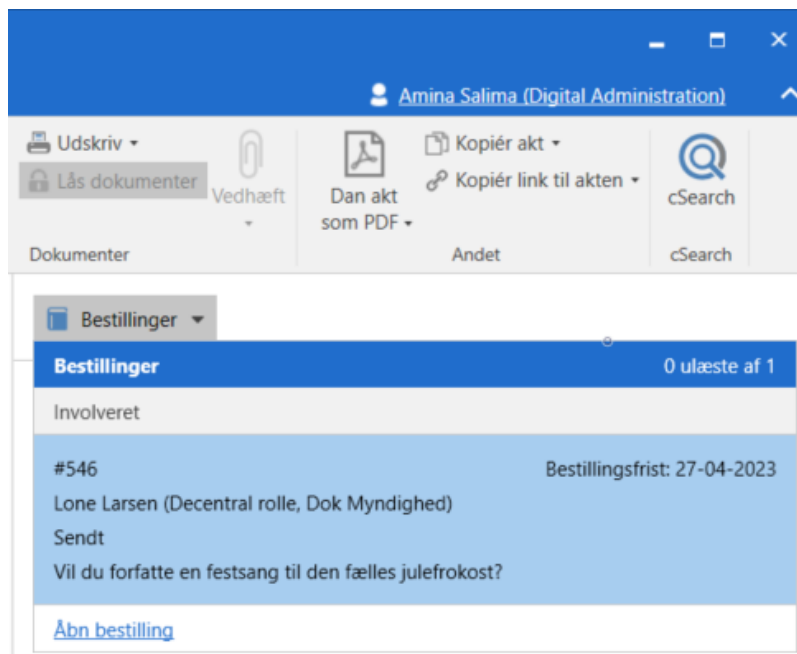 Amina Salima (Digital Administration)
Udskriv
Lås dokumenter
Vedhæft
Dokumenter
Dan akt
som PDF
Kopiér akt
Kopiér link til akten
Andet
cSearch
cSearch
Bestillinger
Bestillinger 0 ulæste af 1
Involveret
#546 Bestillingsfrist: 27-04-2023
Lone Larsen (Decentral rolle, Dok Myndighed)
Sendt
Vil du forfatte en festsang til den fælles julefrokost?
Åbn bestilling